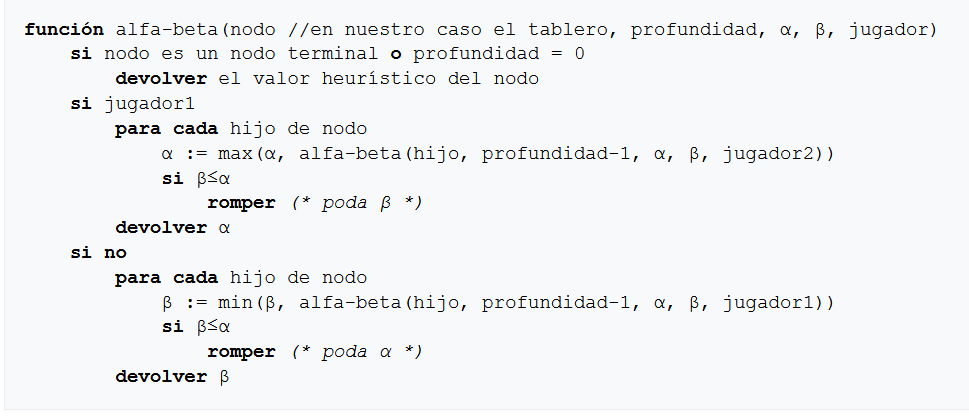 función alfa-beta(nodo //en nuestro caso el tablero, profundidad, α, β, jugador)
si nodo es un nodo terminal o profundidad = 0
devolver el valor heurístico del nodo
si jugador1
para cada hijo de nodo
α := max(α, alfa-beta(hijo, profundidad-1, α, β, jugador2))
si β≤α
romper (* poda β *)
devolver α
si no
para cada hijo de nodo
β := min(β, alfa-beta(hijo, profundidad-1, α, β, jugador1))
si β≤α
romper (* poda α *)
devolver β